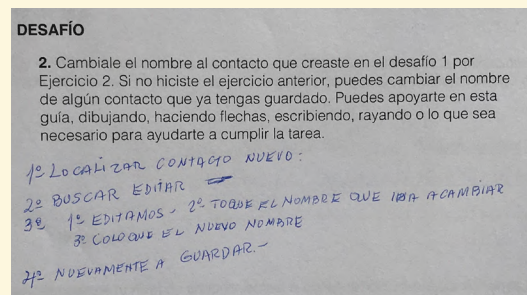 DESAFÍO
2. Cambiale el nombre al contacto que creaste en el desafío 1 por
Ejercicio 2. Si no hiciste el ejercicio anterior, puedes cambiar el nombre
de algún contacto que ya tengas guardado. Puedes apoyarte en esta
guía, dibujando, haciendo flechas, escribiendo, rayando o lo que sea
necesario para ayudarte a cumplir la tarea.
1º LOCALIZAR CONTACTO NUEVO:
2º BUSCAR EDITAR
3º 1º EDITAMOS - 2º TOQUE EL NOMBRE QUE IBA A CAMBIAR
3º COLOQUE EL NUEVO NOMBRE
4º NUEVAMENTE A GUARDAR.-